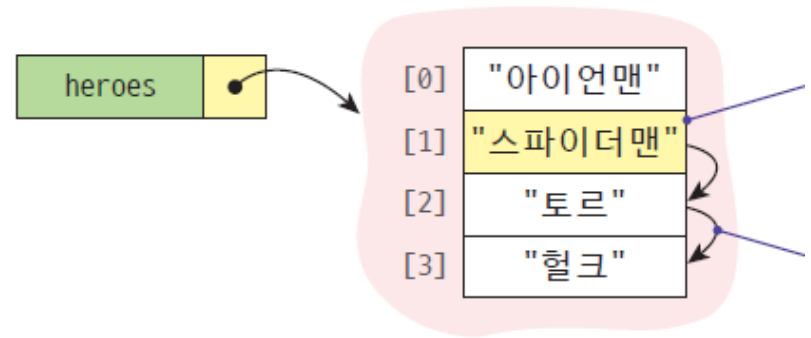 heroes
[0] "아이언맨"
[1] "스파이더맨"
[2] "토르"
[3] "헐크"